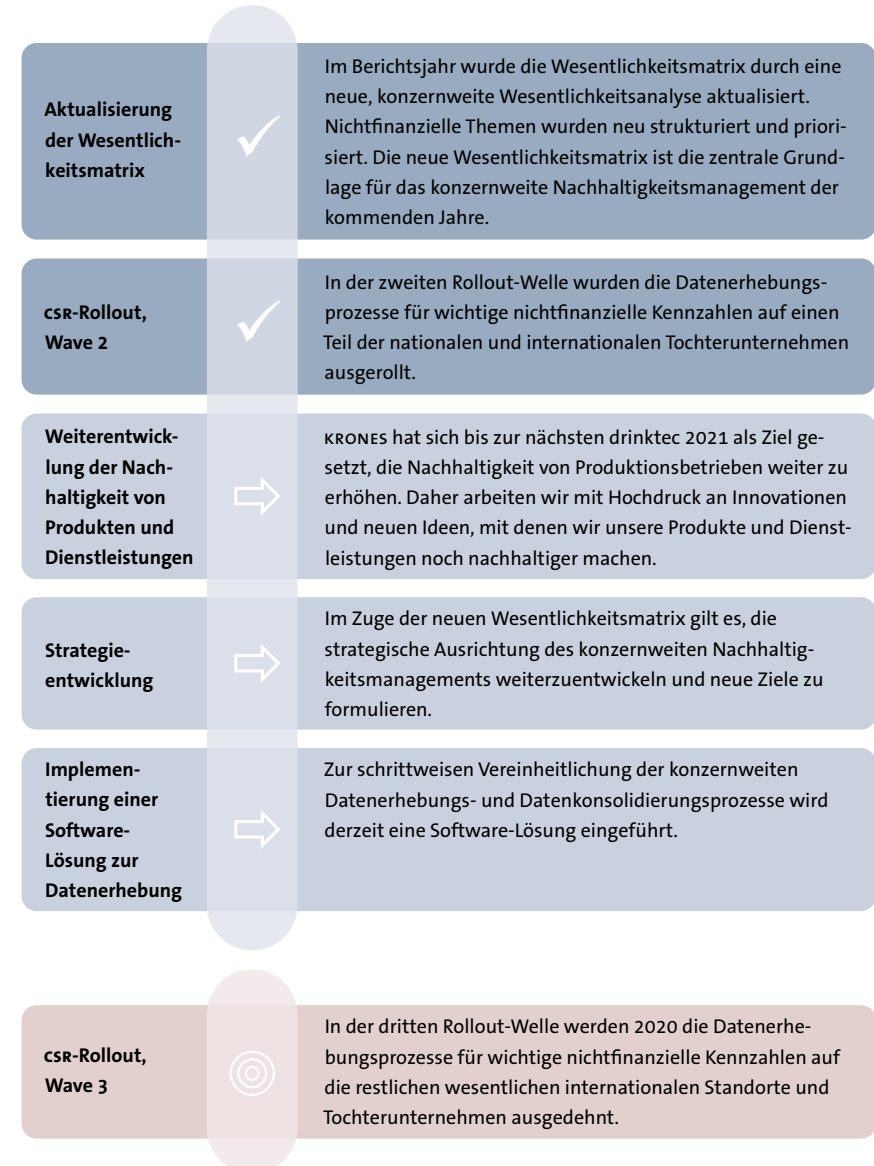 Aktualisierung
der Wesentlich-
keitsmatrix
Im Berichtsjahr wurde die Wesentlichkeitsmatrix durch eine
neue, konzernweite Wesentlichkeitsanalyse aktualisiert.
Nichtfinanzielle Themen wurden neu strukturiert und priori-
siert. Die neue Wesentlichkeitsmatrix ist die zentrale Grund-
lage für das konzernweite Nachhaltigkeitsmanagement der
kommenden Jahre.
CSR-Rollout,
Wave 2
In der zweiten Rollout-Welle wurden die Datenerhebungs-
prozesse für wichtige nichtfinanzielle Kennzahlen auf einen
Teil der nationalen und internationalen Tochterunternehmen
ausgerollt.
Weiterentwick-
lung der Nach-
haltigkeit von
Produkten und
Dienstleistungen
KRONES hat sich bis zur nächsten drinktec 2021 als Ziel ge-
setzt, die Nachhaltigkeit von Produktionsbetrieben weiter zu
erhöhen. Daher arbeiten wir mit Hochdruck an Innovationen
und neuen Ideen, mit denen wir unsere Produkte und Dienst-
leistungen noch nachhaltiger machen.
Strategie-
entwicklung
Im Zuge der neuen Wesentlichkeitsmatrix gilt es, die
strategische Ausrichtung des konzernweiten Nachhaltig-
keitsmanagements weiterzuentwickeln und neue Ziele zu
formulieren.
Implemen-
tierung einer
Software-
Lösung zur
Datenerhebung
Zur schrittweisen Vereinheitlichung der konzernweiten
Datenerhebungs- und Datenkonsolidierungsprozesse wird
derzeit eine Software-Lösung eingeführt.
CSR-Rollout,
Wave 3
In der dritten Rollout-Welle werden 2020 die Datenerhe-
bungsprozesse für wichtige nichtfinanzielle Kennzahlen auf
die restlichen wesentlichen internationalen Standorte und
Tochterunternehmen ausgedehnt.